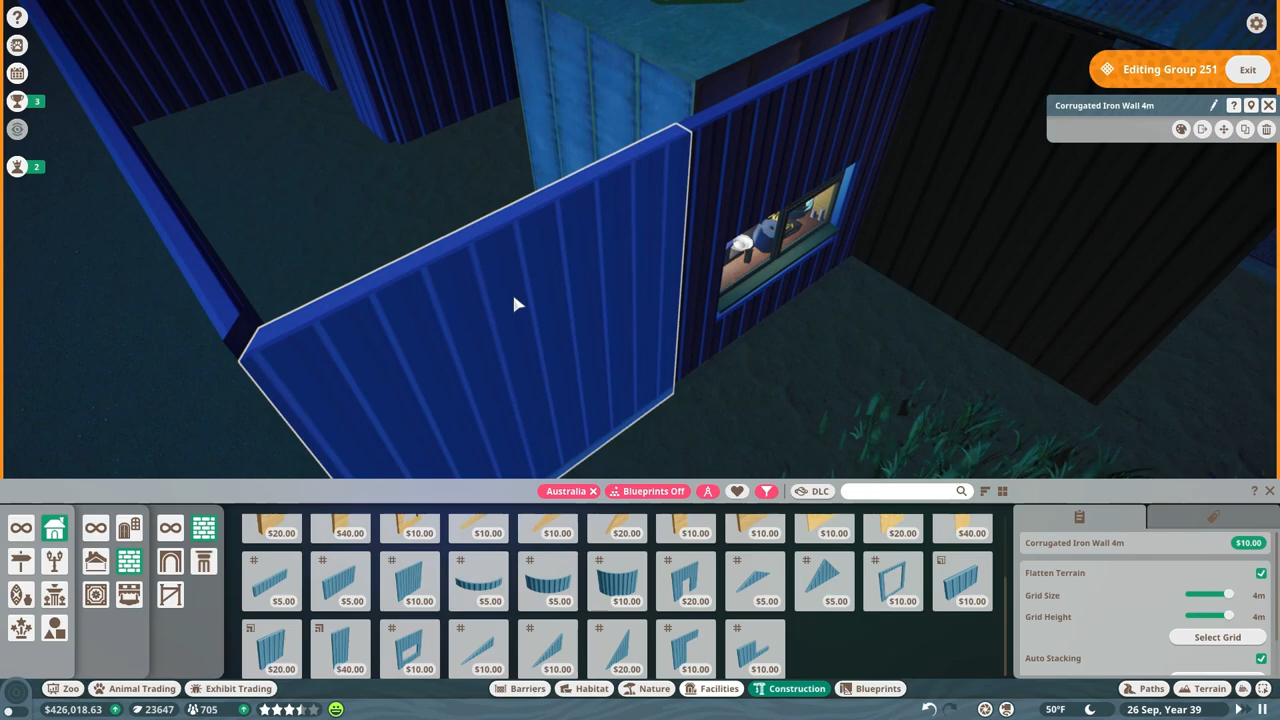 ?
Editing Group 251 Exit
3
Corrugated Iron Wall 4m ?
2
Australia Blueprints Off DLC ?
$20.00 $40.00 $10.00 $10.00 $10.00 $20.00 $10.00 $10.00 $10.00 $20.00 $40.00
$5.00 $5.00 $10.00 $5.00 $5.00 $10.00 $20.00 $5.00 $5.00 $10.00 $10.00
$20.00 $40.00 $10.00 $10.00 $10.00 $20.00 $10.00 $10.00
Corrugated Iron Wall 4m $10.00
Flatten Terrain
Grid Size 4m
Grid Height 4m
Select Grid
Auto Stacking
Zoo Animal Trading Exhibit Trading Barriers Habitat Nature Facilities Construction Blueprints Paths Terrain
$426,018.63 23647 705 50°F 26 Sep, Year 39